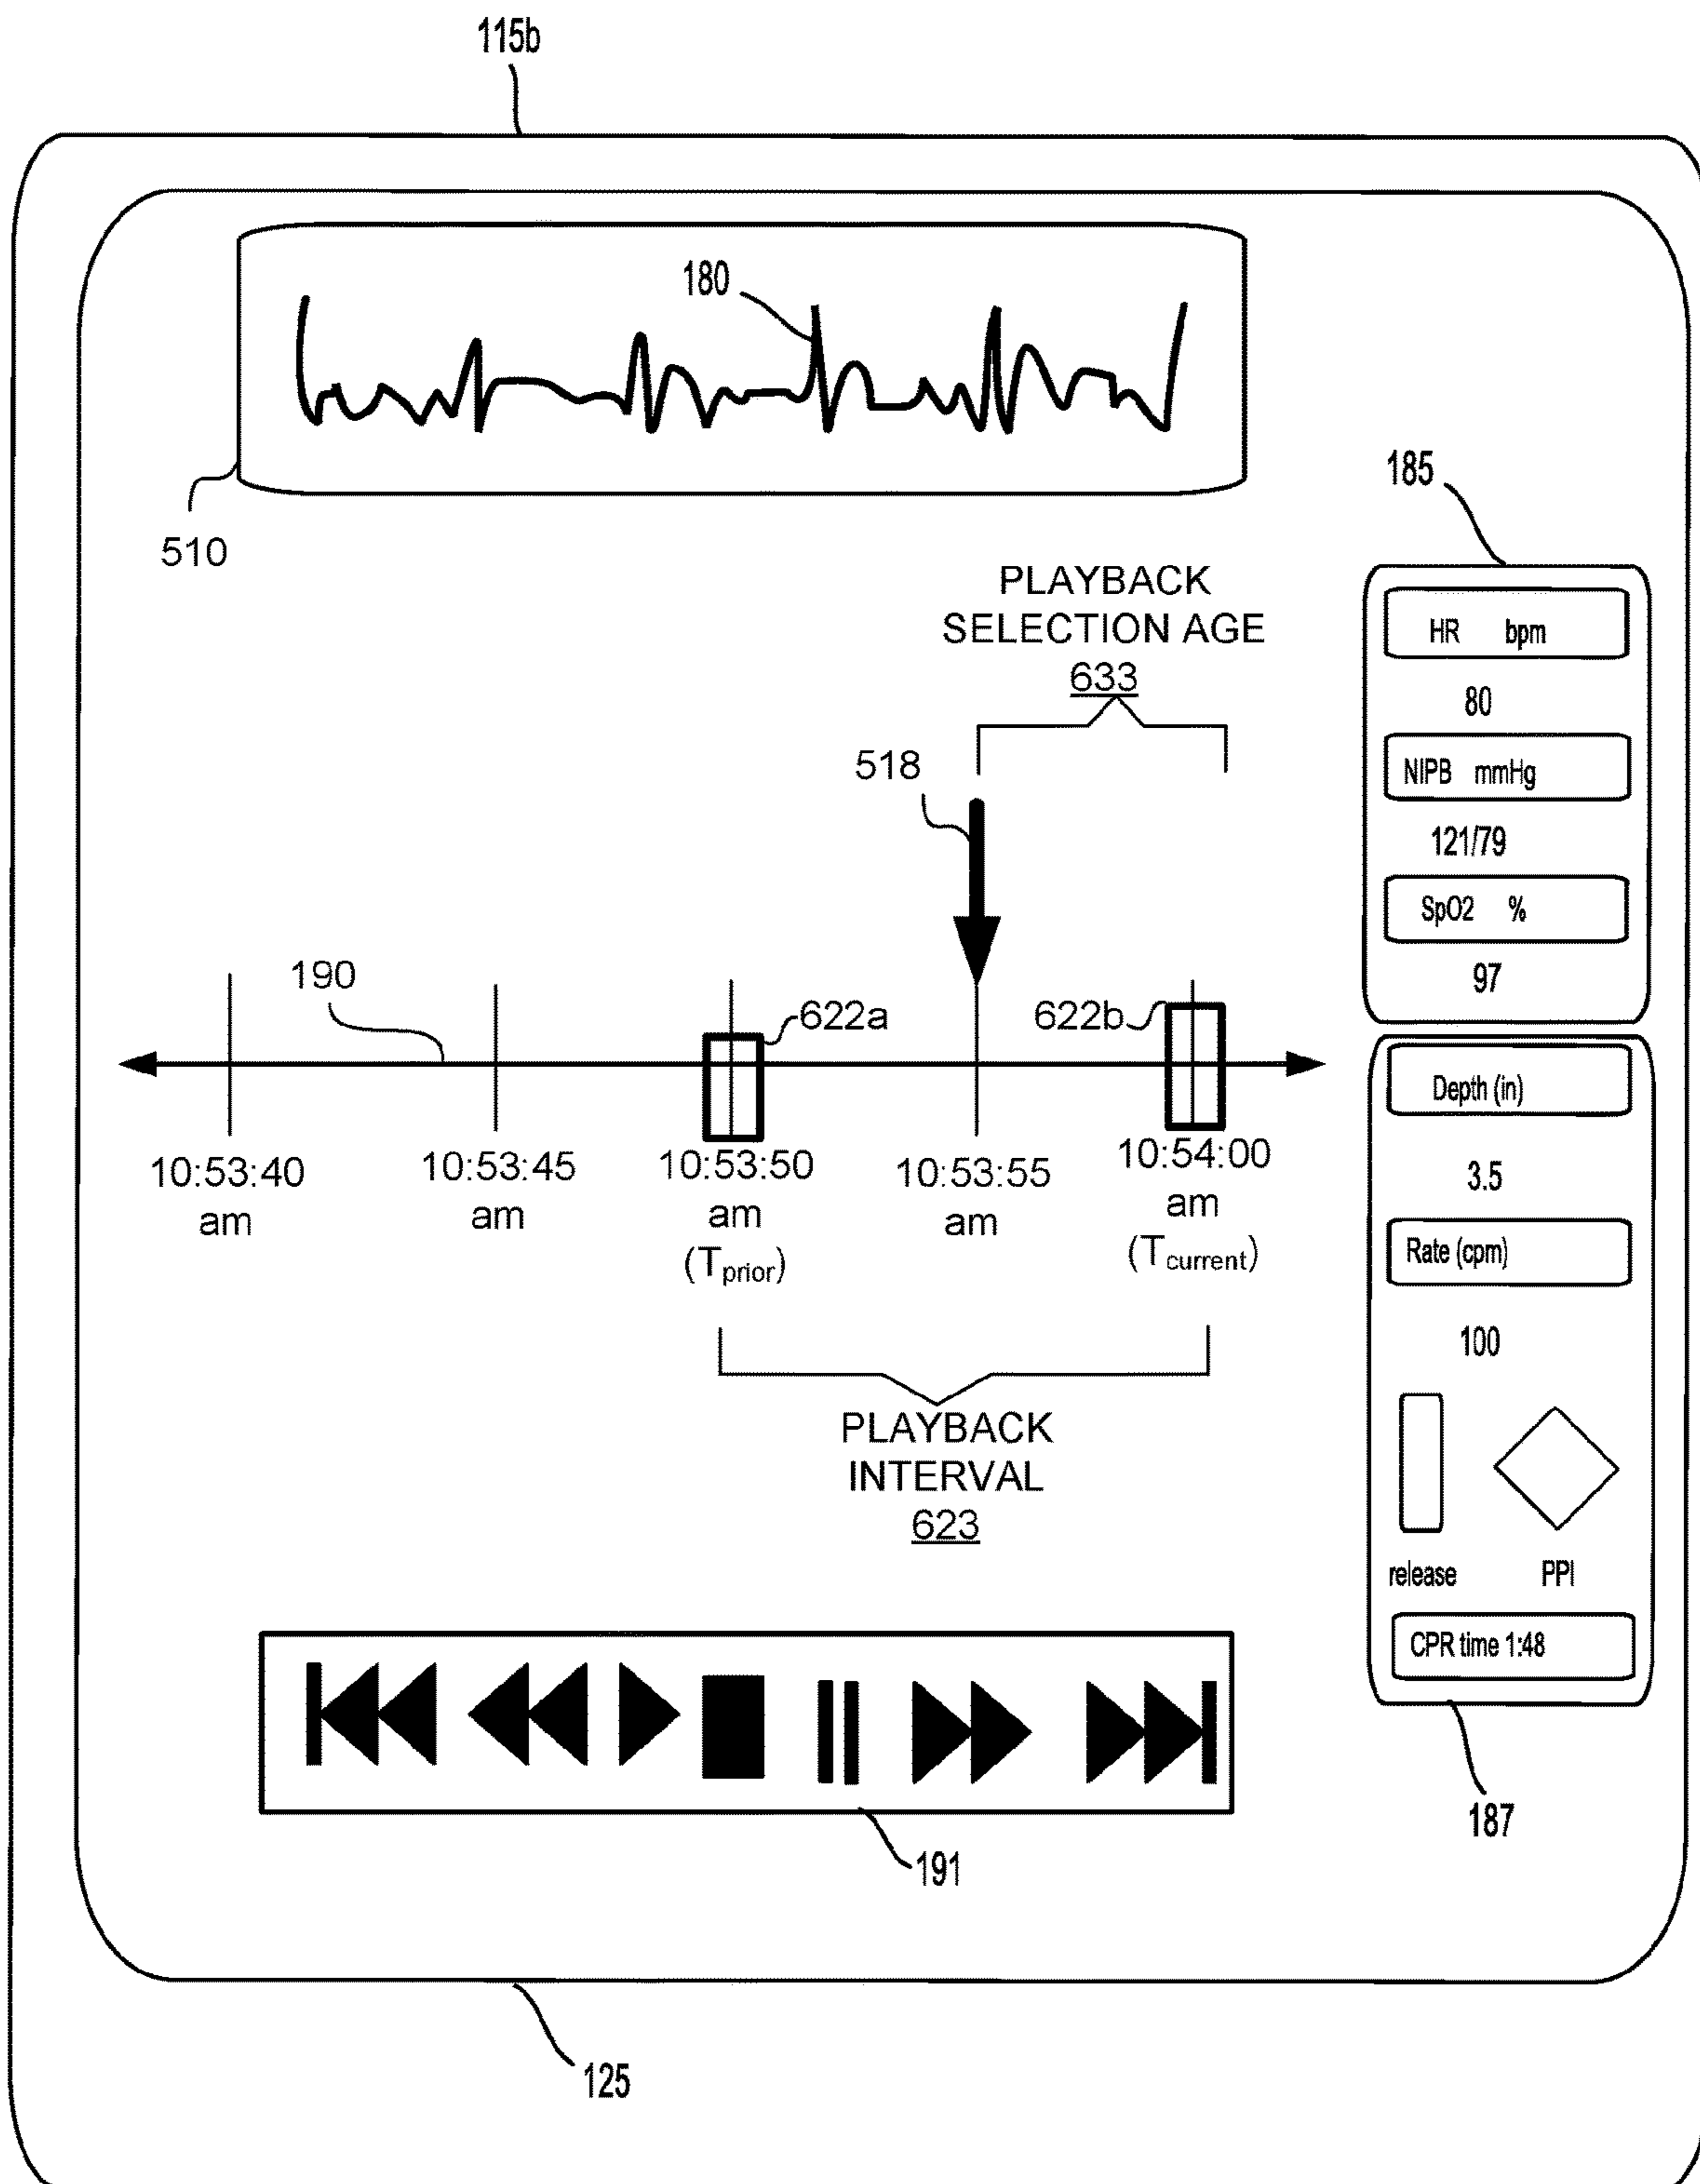 115b
180
510
185
PLAYBACK
SELECTION AGE
633
HR bpm
80
518
NIPB mmHg
121/79
SpO2 %
97
190
622a
622b
Depth (in)
10:53:40
am
10:53:45
am
10:53:50
am
(Tprior)
10:53:55
am
10:54:00
am
(Tcurrent)
3.5
Rate (cpm)
100
PLAYBACK
INTERVAL
623
release PPI
CPR time 1:48
187
191
125